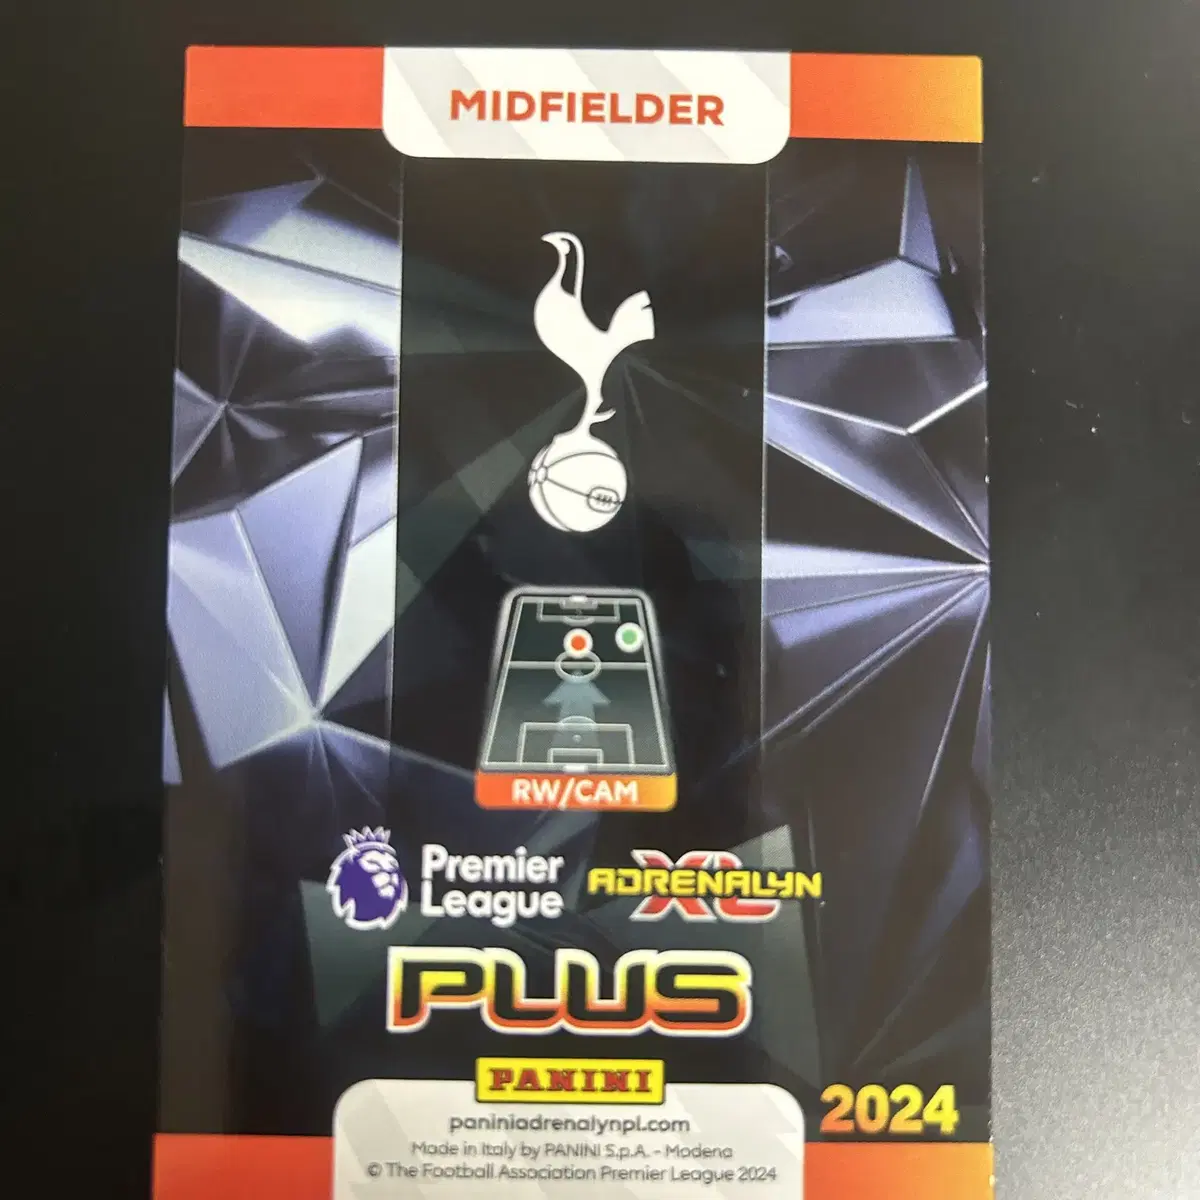 MIDFIELDER
RW/CAM
Premier
League
ADRENALYN
XL
PLUS
PANINI
2024
paniniadrenalynpl.com
Made in Italy by PANINI S.p.A. - Modena
© The Football Association Premier League 2024